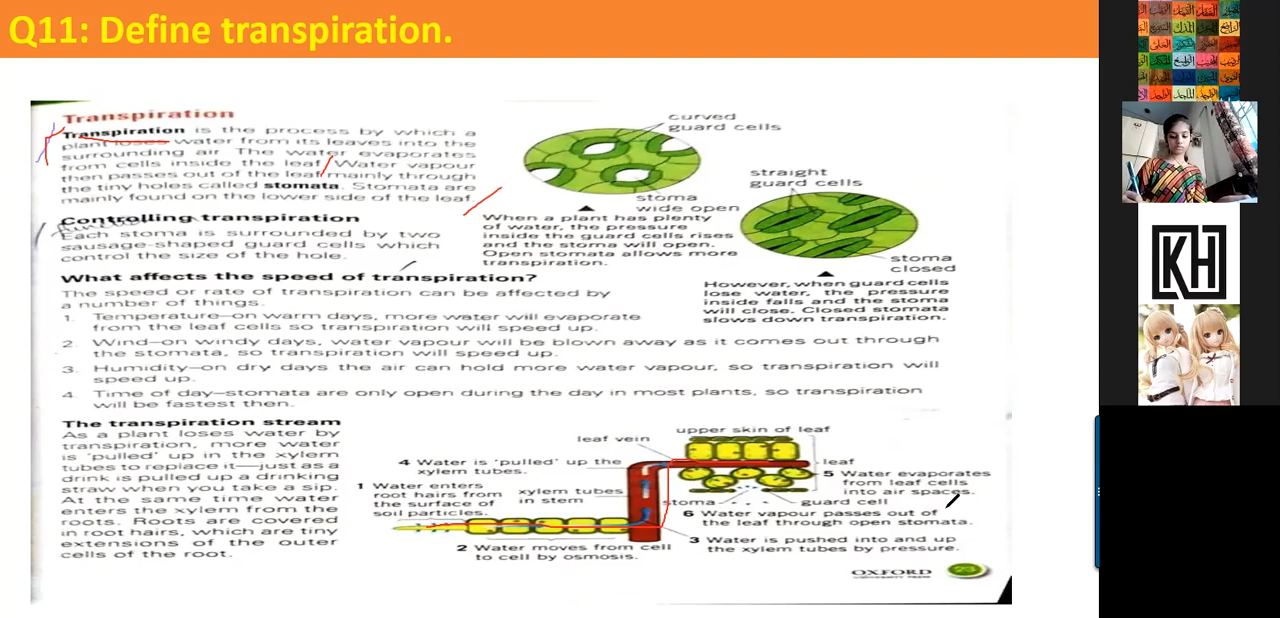 Q11: Define transpiration.
Transpiration
Transpiration is the process by which a
plant loses water from its leaves into the
surrounding air The water evaporates
from cells inside the leaf. Water vapour
then passes out of the leaf mainly through
the tiny holes called stomata. Stomata are
mainly found on the lower side of the leaf.
Controlling transpiration
Each stoma is surrounded by two
sausage-shaped guard cells which
control the size of the hole.
curved
guard cells
stoma
wide open
When a plant has plenty
of water, the pressure
inside the guard cells rises
and the stoma will open.
Open stomata allows more
transpiration.
straight
guard cells
stoma
closed
However, when guard cells
lose water, the pressure
inside falls and the stoma
will close. Closed stomata
slows down transpiration.
What affects the speed of transpiration?
The speed or rate of transpiration can be affected by
a number of things.
1. Temperature—on warm days, more water will evaporate
from the leaf cells so transpiration will speed up.
2. Wind—on windy days, water vapour will be blown away as it comes out through
the stomata, so transpiration will speed up.
3. Humidity—on dry days the air can hold more water vapour, so transpiration will
speed up.
4. Time of day—stomata are only open during the day in most plants, so transpiration
will be fastest then.
The transpiration stream
As a plant loses water by
transpiration, more water
is 'pulled' up in the xylem
tubes to replace it—just as a
drink is pulled up a drinking
straw when you take a sip.
At the same time water
enters the xylem from the
roots. Roots are covered
in root hairs, which are tiny
extensions of the outer
cells of the root.
upper skin of leaf
leaf vein
4 Water is 'pulled' up the
xylem tubes.
leaf
5 Water evaporates
from leaf cells
into air spaces.
1 Water enters
root hairs from
the surface of
soil particles.
xylem tubes
in stem
stoma
guard cell
6 Water vapour passes out of
the leaf through open stomata.
2 Water moves from cell
to cell by osmosis.
3 Water is pushed into and up
the xylem tubes by pressure.
OXFORD
UNIVERSITY PRESS
KH